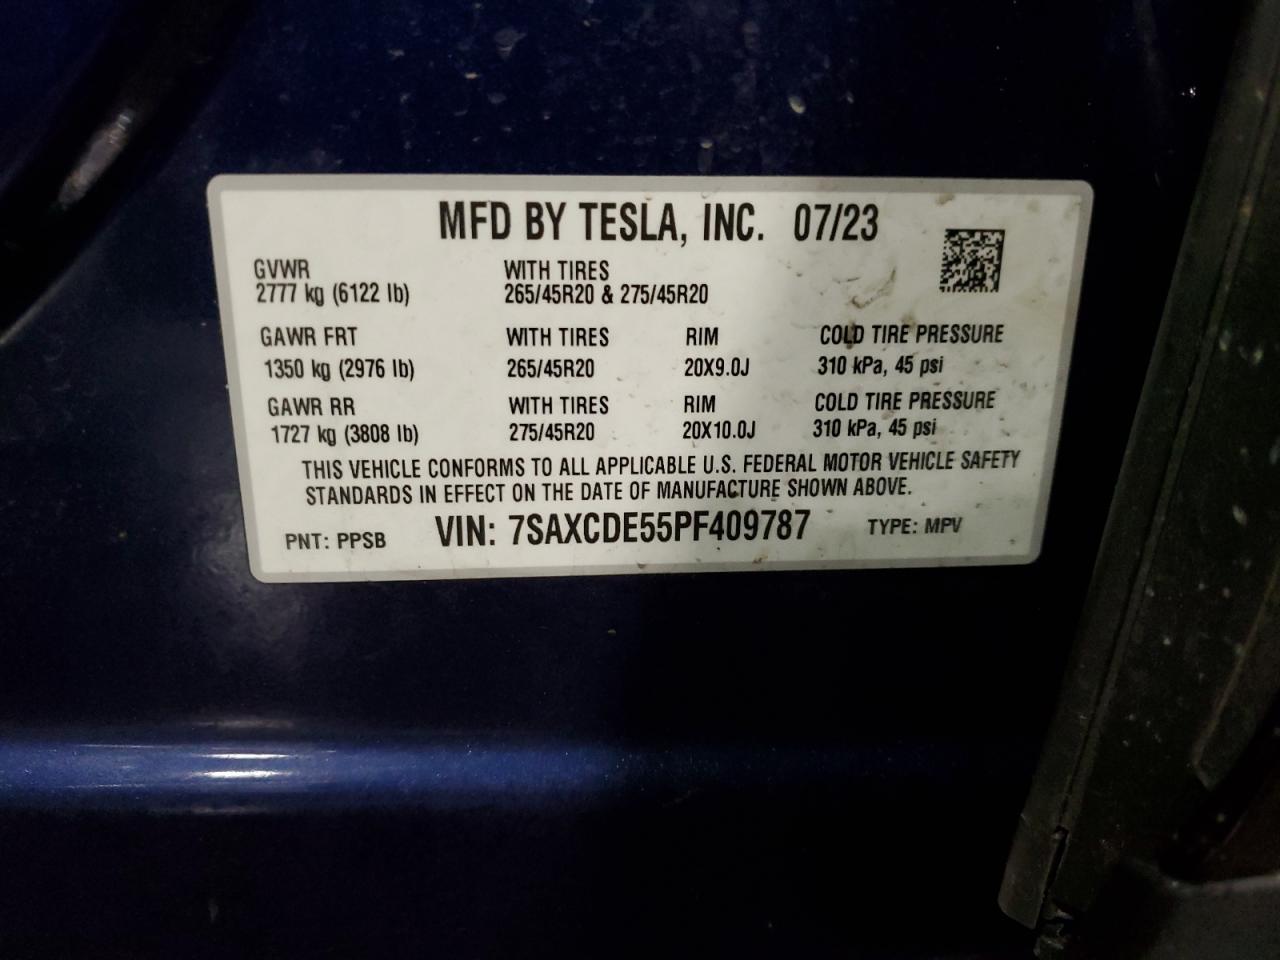 MFD BY TESLA, INC. 07/23
GVWR WITH TIRES
2777 kg (6122 lb) 265/45R20 & 275/45R20
GAWR FRT WITH TIRES RIM COLD TIRE PRESSURE
1350 kg (2976 lb) 265/45R20 20X9.0J 310 kPa, 45 psi
GAWR RR WITH TIRES RIM COLD TIRE PRESSURE
1727 kg (3808 lb) 275/45R20 20X10.0J 310 kPa, 45 psi
THIS VEHICLE CONFORMS TO ALL APPLICABLE U.S. FEDERAL MOTOR VEHICLE SAFETY
STANDARDS IN EFFECT ON THE DATE OF MANUFACTURE SHOWN ABOVE.
PNT: PPSB VIN: 7SAXCDE55PF409787 TYPE: MPV